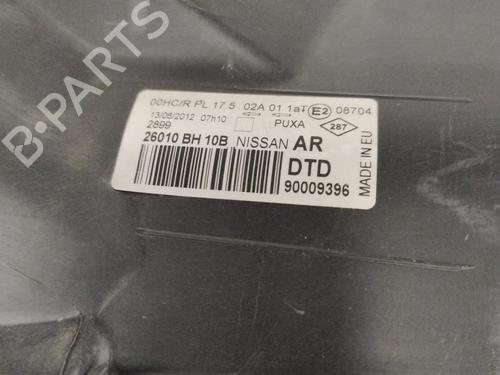 00HC/R PL 17.5 02A 01 1aT E2 08704
13/06/2012 07h10 PUXA 287
2899
26010 BH 10B NISSAN AR
DTD
90009396
MADE IN EU
B-PARTS